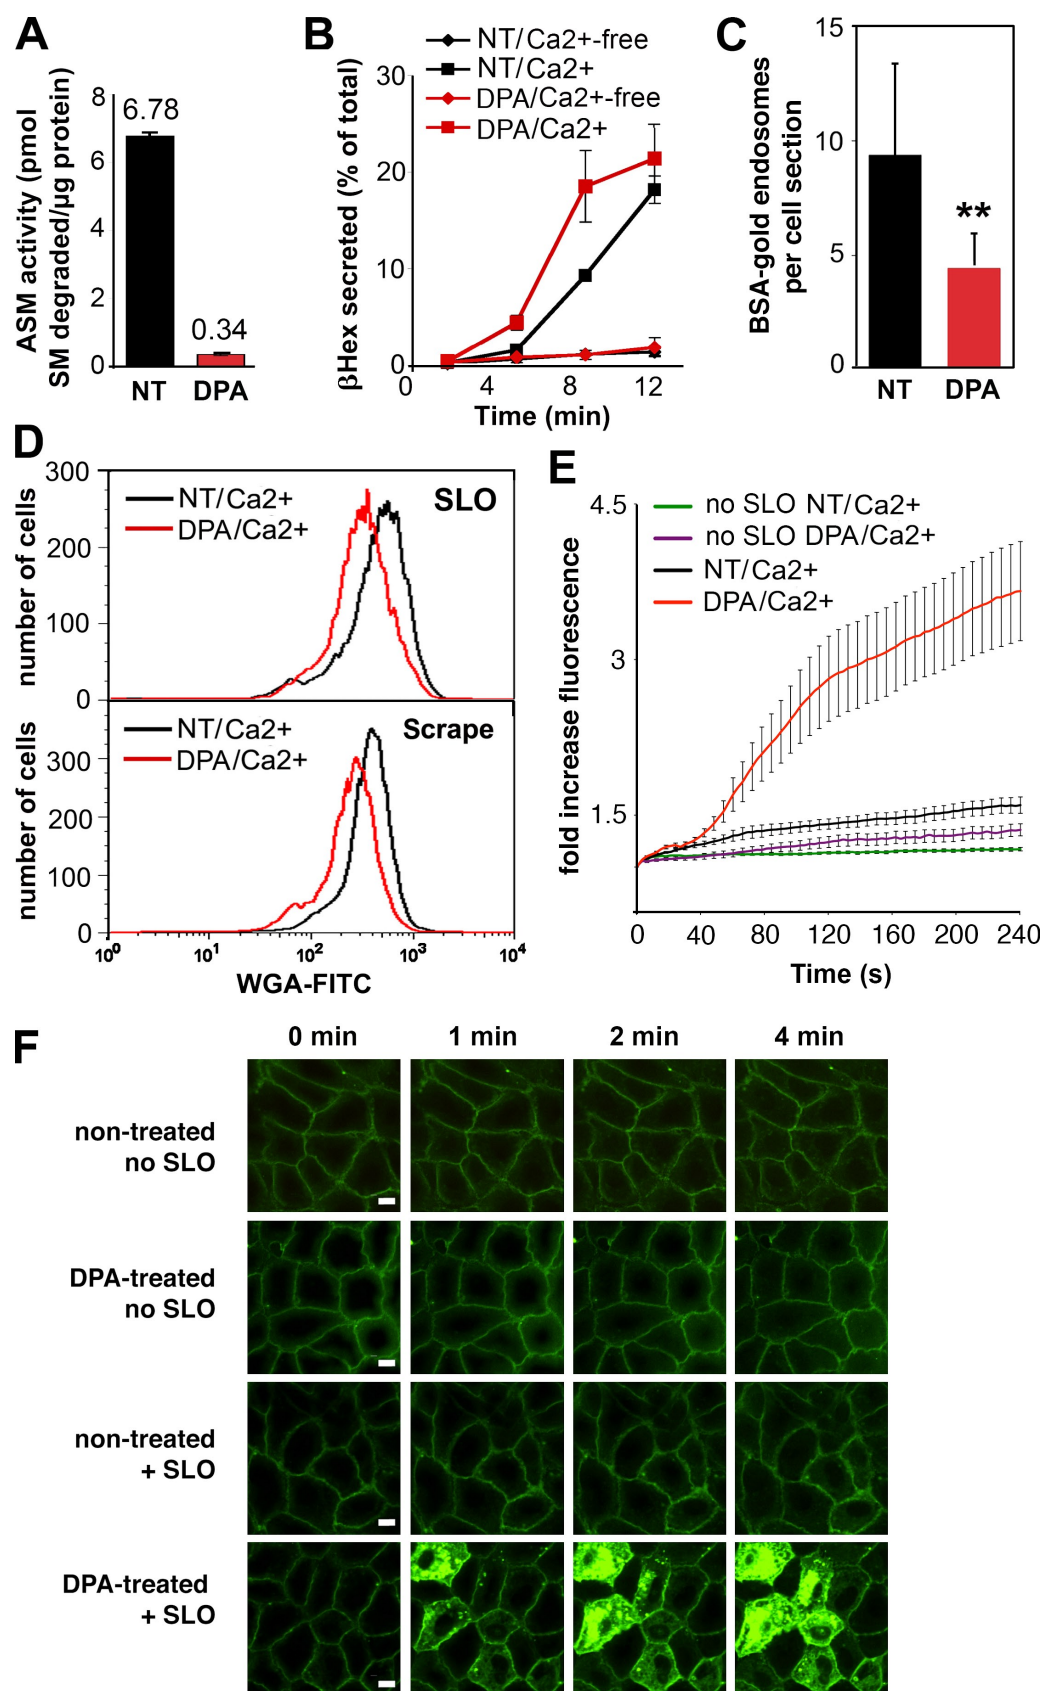 A
ASM activity (pmol
SM degraded/µg protein)
8
6
4
2
0
6.78
0.34
NT
DPA
B
NT/Ca2+-free
NT/Ca2+
DPA/Ca2+-free
DPA/Ca2+
βHex secreted (% of total)
30
20
10
0
0
4
8
12
Time (min)
C
BSA-gold endosomes
per cell section
15
10
5
0
**
NT
DPA
D
number of cells
300
200
100
0
NT/Ca2+
DPA/Ca2+
SLO
number of cells
300
200
100
0
NT/Ca2+
DPA/Ca2+
Scrape
10⁰
10¹
10²
10³
10⁴
WGA-FITC
E
fold increase fluorescence
4.5
3
1.5
no SLO NT/Ca2+
no SLO DPA/Ca2+
NT/Ca2+
DPA/Ca2+
0
40
80
120
160
200
240
Time (s)
F
0 min
1 min
2 min
4 min
non-treated
no SLO
DPA-treated
no SLO
non-treated
+ SLO
DPA-treated
+ SLO